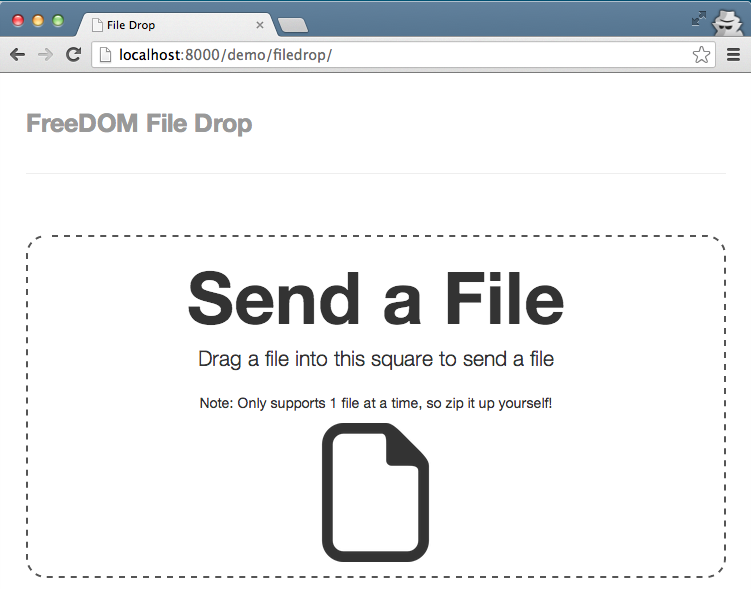 File Drop
localhost:8000/demo/filedrop/
FreeDOM File Drop
Send a File
Drag a file into this square to send a file
Note: Only supports 1 file at a time, so zip it up yourself!